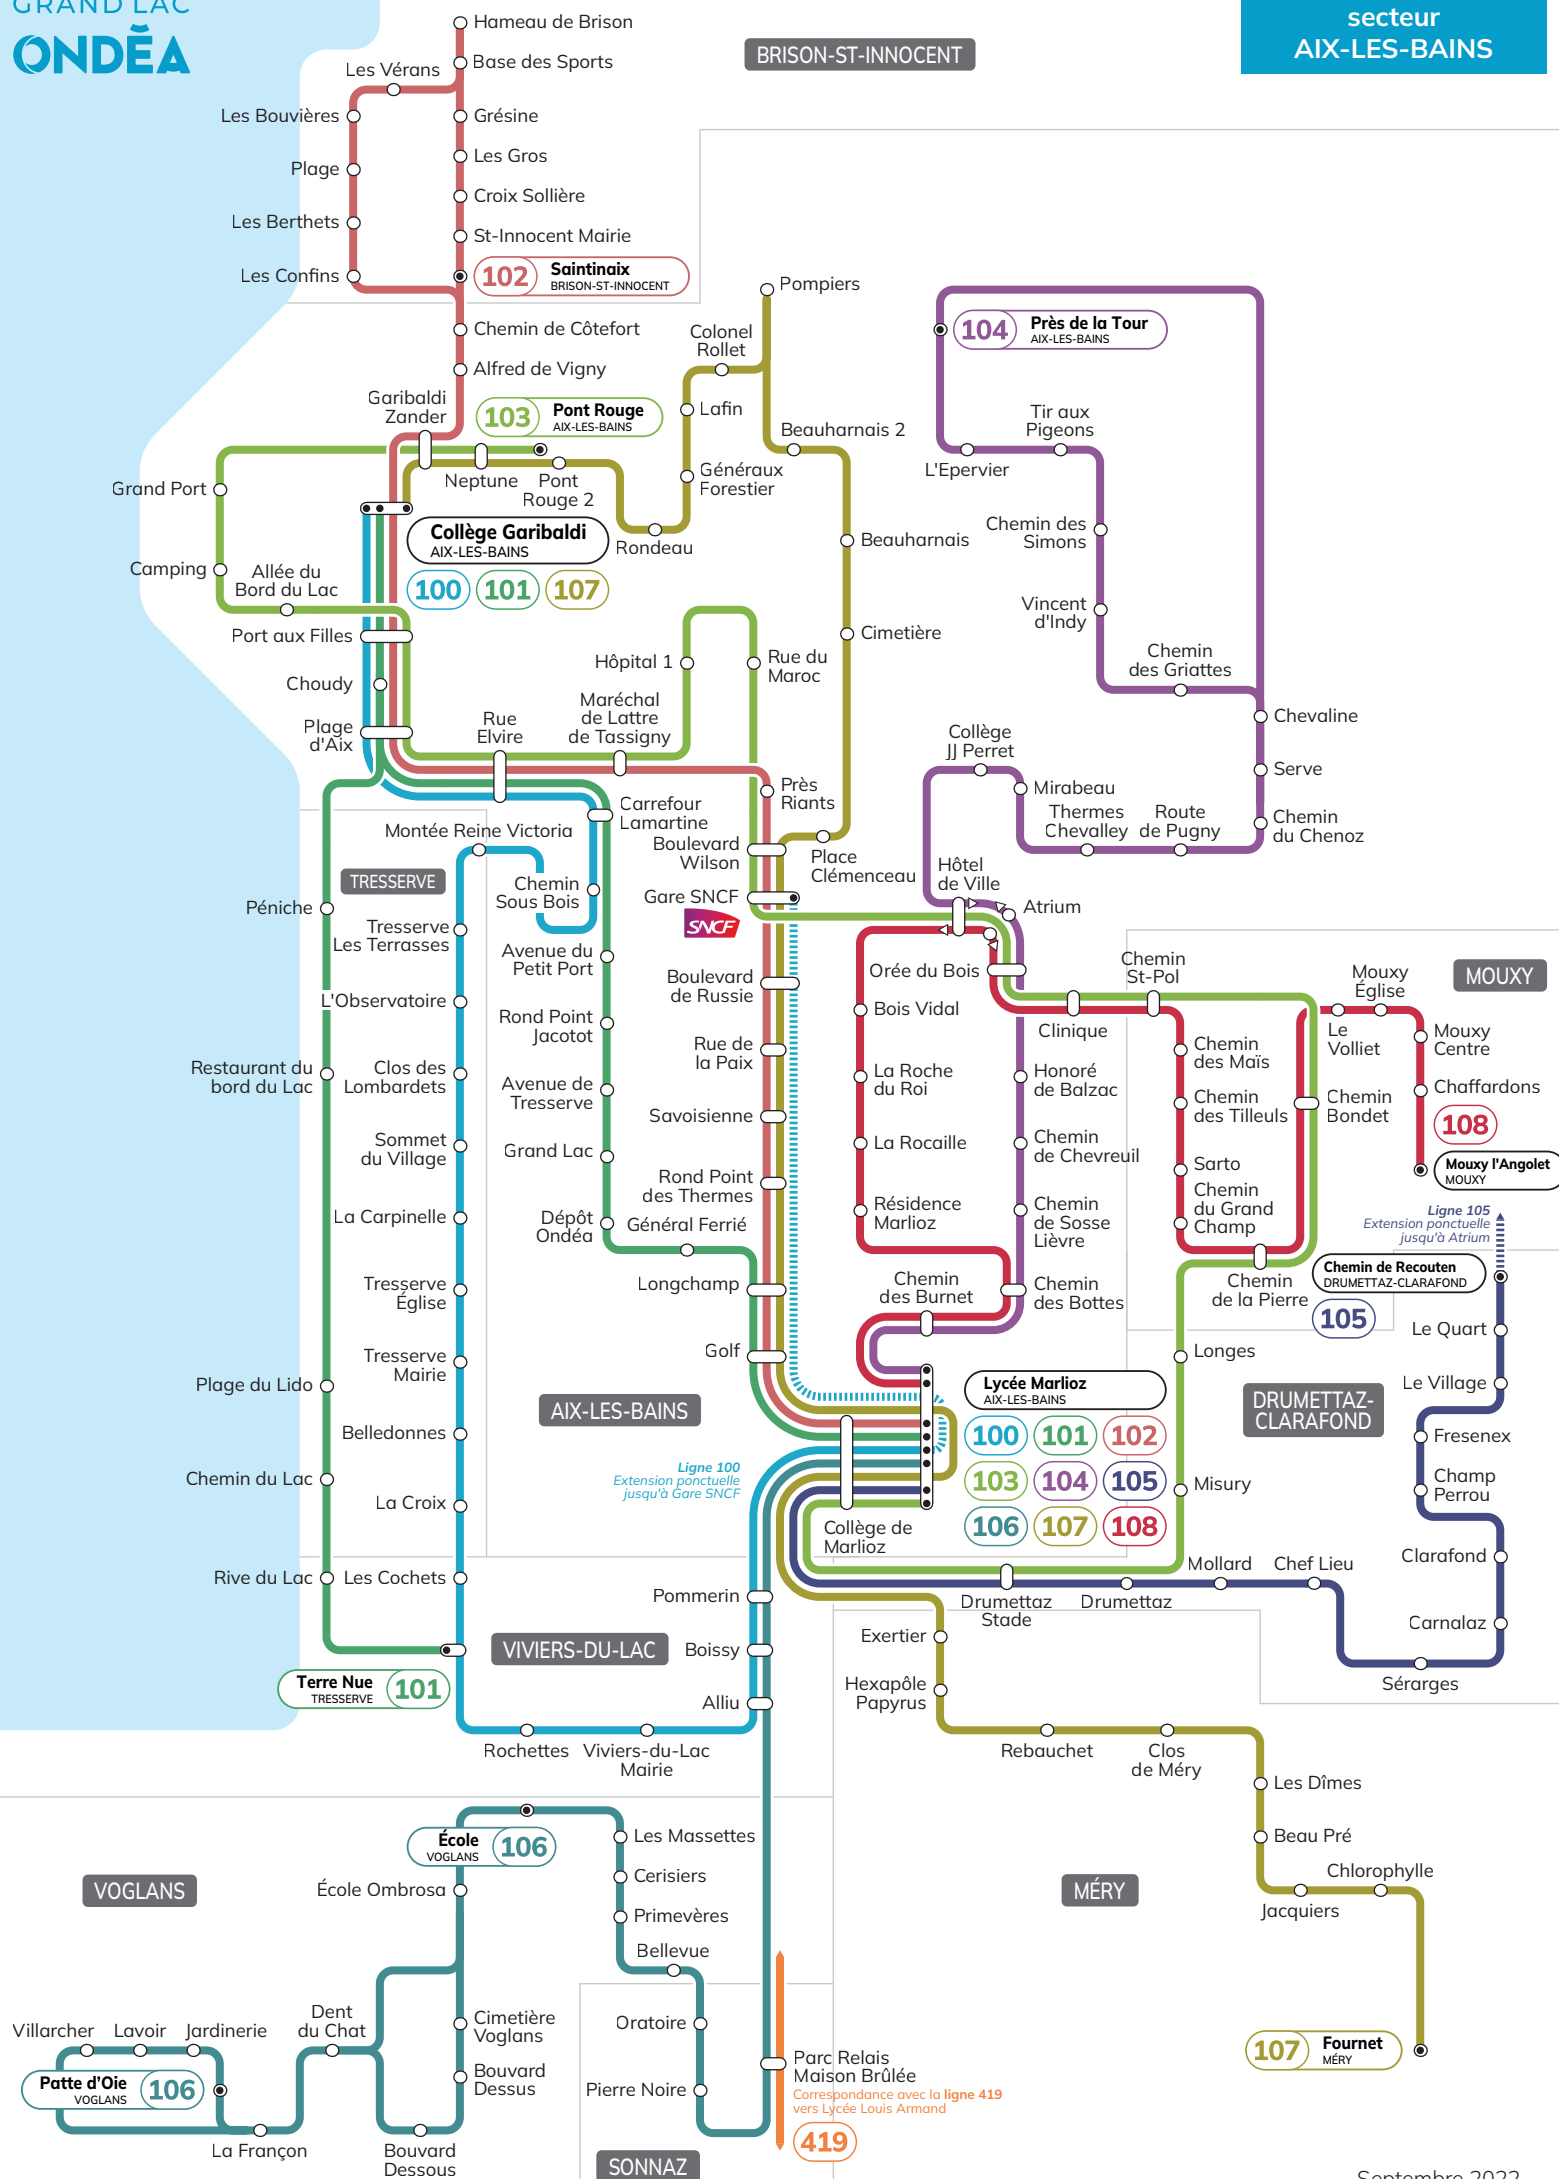 GRAND LAC
ONDĒA
secteur
AIX-LES-BAINS
Hameau de Brison
Base des Sports
BRISON-ST-INNOCENT
Les Vérans
Les Bouvières
Grésine
Les Gros
Plage
Croix Sollière
Les Berthets
St-Innocent Mairie
Les Confins
102
Saintinaix
BRISON-ST-INNOCENT
Pompiers
Chemin de Côtefort
Colonel
Rollet
104
Près de la Tour
AIX-LES-BAINS
Alfred de Vigny
Garibaldi
Zander
103
Pont Rouge
AIX-LES-BAINS
Lafin
Tir aux
Pigeons
Beauharnais 2
L'Epervier
Grand Port
Neptune
Pont
Rouge 2
Généraux
Forestier
Collège Garibaldi
AIX-LES-BAINS
Rondeau
Beauharnais
Chemin des
Simons
Camping
Allée du
Bord du Lac
100
101
107
Vincent
d'Indy
Port aux Filles
Cimetière
Choudy
Hôpital 1
Rue du
Maroc
Chemin
des Griattes
Plage
d'Aix
Rue
Elvire
Maréchal
de Lattre
de Tassigny
Chevaline
Collège
JJ Perret
Serve
Près
Riants
Mirabeau
Carrefour
Lamartine
Thermes
Chevalley
Route
de Pugny
Chemin
du Chenoz
Montée Reine Victoria
Boulevard
Wilson
Place
Clémenceau
Hôtel
de Ville
TRESSERVE
Chemin
Sous Bois
Gare SNCF
SNCF
Atrium
Péniche
Tresserve
Les Terrasses
Avenue du
Petit Port
Orée du Bois
Chemin
St-Pol
Mouxy
Église
MOUXY
Boulevard
de Russie
L'Observatoire
Rond Point
Jacotot
Bois Vidal
Clinique
Le
Volliet
Mouxy
Centre
Rue de
la Paix
Chemin
des Maïs
Restaurant du
bord du Lac
Clos des
Lombardets
Avenue de
Tresserve
La Roche
du Roi
Honoré
de Balzac
Chemin
des Tilleuls
Chemin
Bondet
Chaffardons
108
Savoisienne
Sommet
du Village
Grand Lac
La Rocaille
Chemin
de Chevreuil
Sarto
Mouxy l'Angolet
MOUXY
Rond Point
des Thermes
La Carpinelle
Dépôt
Ondéa
Général Ferrié
Résidence
Marlioz
Chemin
de Sosse
Lièvre
Chemin
du Grand
Champ
Ligne 105
Extension ponctuelle
jusqu'à Atrium
Tresserve
Église
Longchamp
Chemin
des Burnet
Chemin
des Bottes
Chemin
de la Pierre
Chemin de Recouten
DRUMETTAZ-CLARAFOND
105
Le Quart
Tresserve
Mairie
Golf
Longes
Plage du Lido
Lycée Marlioz
AIX-LES-BAINS
Le Village
AIX-LES-BAINS
DRUMETTAZ-
CLARAFOND
Belledonnes
100
101
102
Fresenex
Ligne 100
Extension ponctuelle
jusqu'à Gare SNCF
Chemin du Lac
103
104
105
Misury
Champ
Perrou
La Croix
Collège de
Marlioz
106
107
108
Rive du Lac
Les Cochets
Mollard
Chef Lieu
Clarafond
Pommerin
Drumettaz
Stade
Drumettaz
Carnalaz
VIVIERS-DU-LAC
Boissy
Exertier
Terre Nue
TRESSERVE
101
Hexapôle
Papyrus
Sérarges
Alliu
Rochettes
Viviers-du-Lac
Mairie
Rebauchet
Clos
de Méry
Les Dîmes
École
VOGLANS
106
Les Massettes
Beau Pré
VOGLANS
École Ombrosa
Cerisiers
MÉRY
Chlorophylle
Primevères
Jacquiers
Bellevue
Villarcher
Lavoir
Jardinerie
Dent
du Chat
Cimetière
Voglans
Oratoire
107
Fournet
MÉRY
Patte d'Oie
VOGLANS
106
Bouvard
Dessus
Pierre Noire
Parc Relais
Maison Brûlée
Correspondance avec la ligne 419
vers Lycée Louis Armand
419
La Françon
Bouvard
Dessous
SONNAZ
Septembre 2022